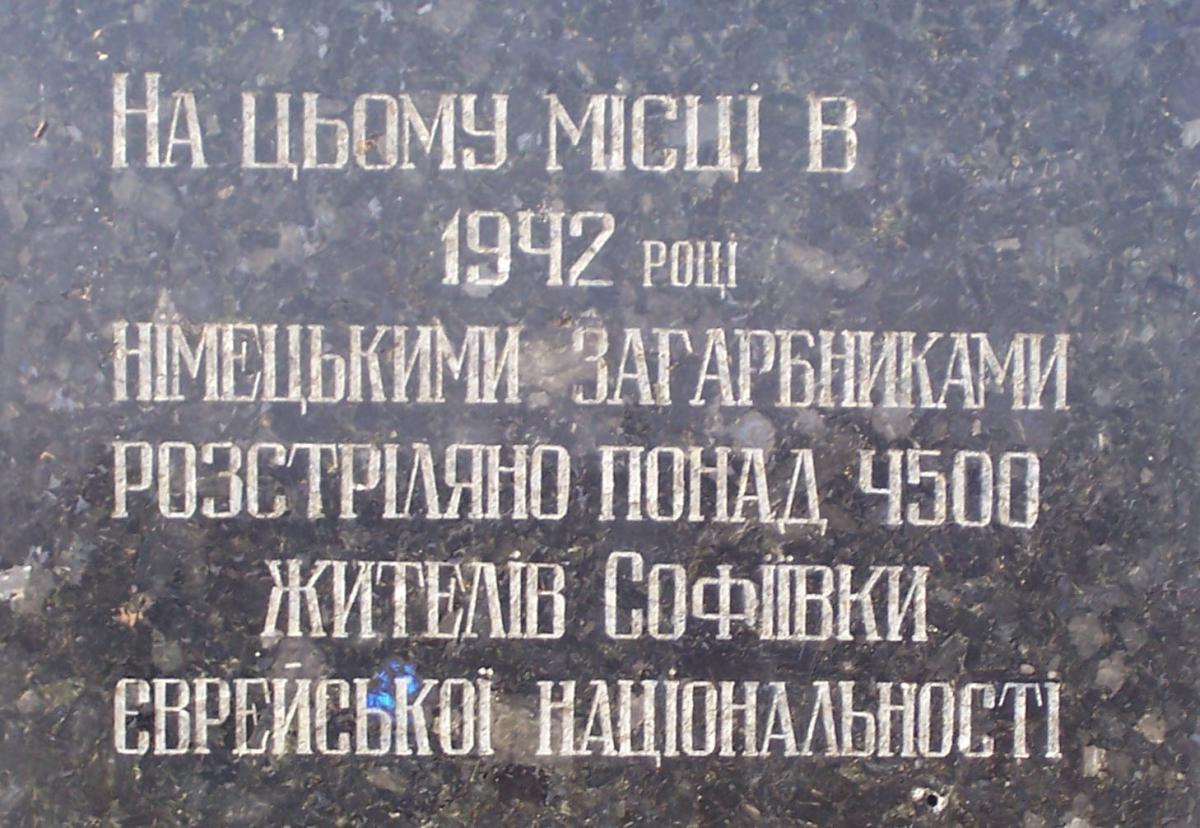 На цьому місці в
1942 році
німецькими загарбниками
розстріляно понад 4500
жителів Софіївки
єврейської національності